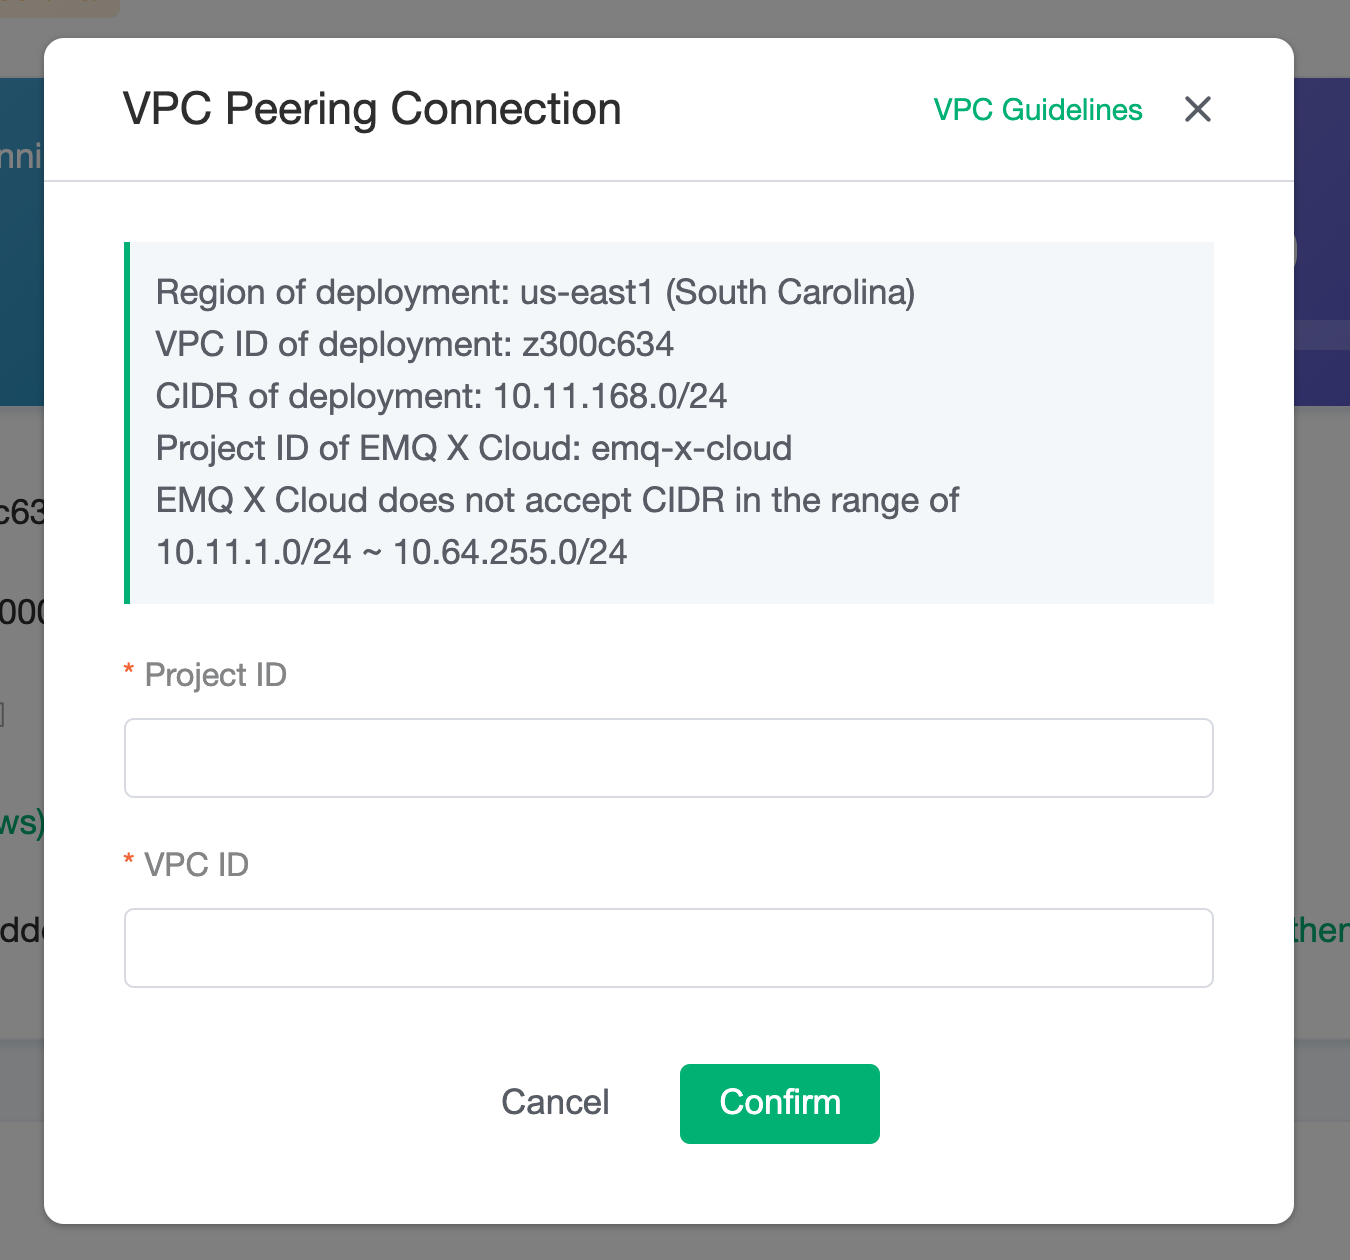 VPC Peering Connection
VPC Guidelines
Region of deployment: us-east1 (South Carolina)
VPC ID of deployment: z300c634
CIDR of deployment: 10.11.168.0/24
Project ID of EMQ X Cloud: emq-x-cloud
EMQ X Cloud does not accept CIDR in the range of
10.11.1.0/24 ~ 10.64.255.0/24
* Project ID
* VPC ID
Cancel
Confirm